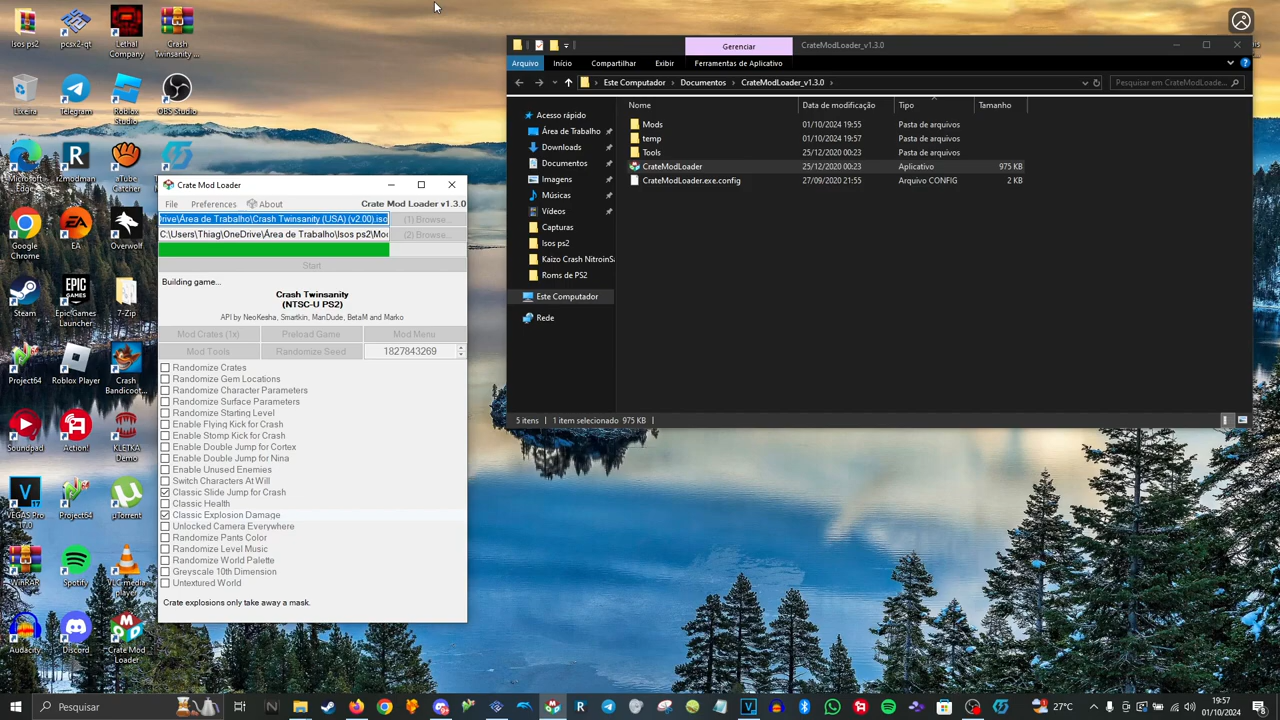 Isos ps2
pcsx2-qt
Lethal
Company
Crash
Twinsanity ...
Lixeira
Telegram
Roblox
Studio
OBS Studio
Microsoft
Edge
r2modman
aTube
Catcher
Google
Chrome
EA
Overwolf
Steam
Epic Games
Launcher
7-Zip
Project64
Roblox Player
Crash
Bandicoot...
Soundpad
Action!
KLETKA
Demo
VEGAS Pro
17.0
Project64
uTorrent
WinRAR
Spotify
VLC media
player
Audacity
Discord
Crate Mod
Loader
Crate Mod Loader
File
Preferences
About
Crate Mod Loader v1.3.0
Drive\Área de Trabalho\Crash Twinsanity (USA) (v2.00).iso
(1) Browse...
C:\Users\Thiag\OneDrive\Área de Trabalho\Isos ps2\Mod
(2) Browse...
Start
Building game...
Crash Twinsanity
(NTSC-U PS2)
API by NeoKesha, Smartkin, ManDude, BetaM and Marko
Mod Crates (1x)
Preload Game
Mod Menu
Mod Tools
Randomize Seed
1827843269
Randomize Crates
Randomize Gem Locations
Randomize Character Parameters
Randomize Surface Parameters
Randomize Starting Level
Enable Flying Kick for Crash
Enable Stomp Kick for Crash
Enable Double Jump for Cortex
Enable Double Jump for Nina
Enable Unused Enemies
Switch Characters At Will
Classic Slide Jump for Crash
Classic Health
Classic Explosion Damage
Unlocked Camera Everywhere
Randomize Pants Color
Randomize Level Music
Randomize World Palette
Greyscale 10th Dimension
Untextured World
Crate explosions only take away a mask.
Gerenciar
CrateModLoader_v1.3.0
Arquivo
Início
Compartilhar
Exibir
Ferramentas de Aplicativo
Este Computador
Documentos
CrateModLoader_v1.3.0
Pesquisar em CrateModLoade...
Nome
Data de modificação
Tipo
Tamanho
Mods
01/10/2024 19:55
Pasta de arquivos
temp
01/10/2024 19:57
Pasta de arquivos
Tools
25/12/2020 00:23
Pasta de arquivos
CrateModLoader
25/12/2020 00:23
Aplicativo
975 KB
CrateModLoader.exe.config
27/09/2020 21:55
Arquivo CONFIG
2 KB
Acesso rápido
Área de Trabalho
Downloads
Documentos
Imagens
Músicas
Vídeos
Capturas
Isos ps2
Kaizo Crash NitroinSa
Roms de PS2
Este Computador
Rede
5 itens
1 item selecionado 975 KB
Pesquisar
21°C
19:57
01/10/2024